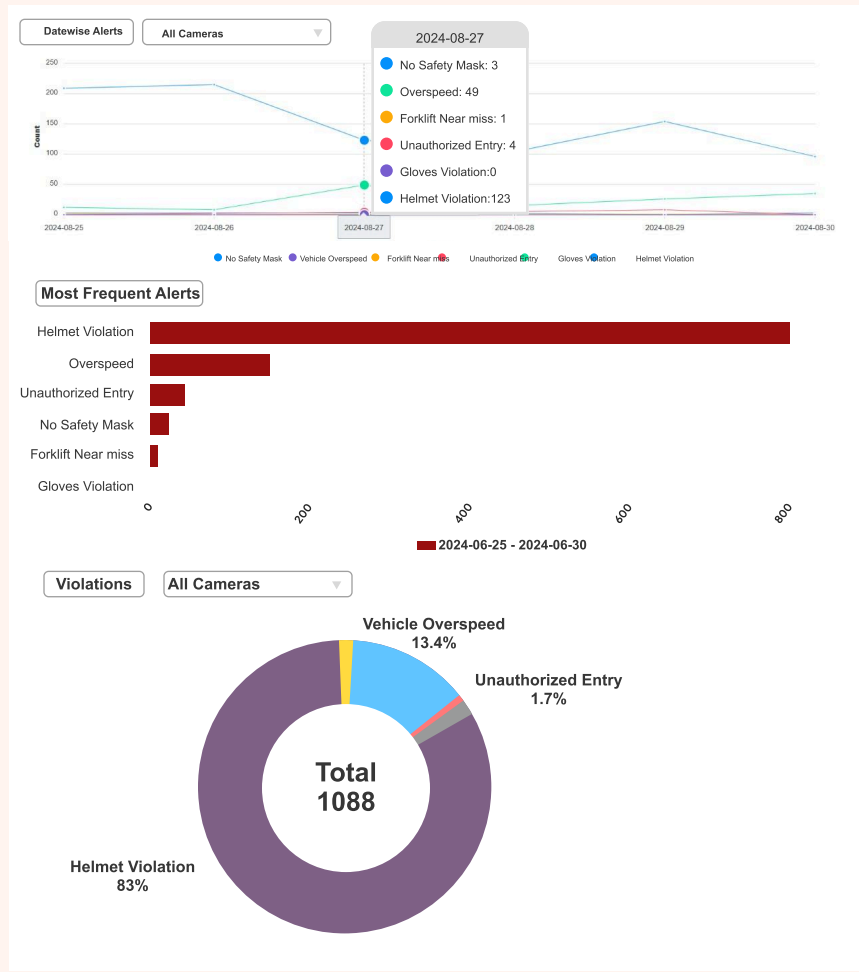 Datewise Alerts
All Cameras
2024-08-27
No Safety Mask: 3
Overspeed: 49
Forklift Near miss: 1
Unauthorized Entry: 4
Gloves Violation:0
Helmet Violation:123
250
200
150
100
50
0
Count
2024-08-25 2024-08-26 2024-08-27 2024-08-28 2024-08-29 2024-08-30
No Safety Mask Vehicle Overspeed Forklift Near miss Unauthorized Entry Gloves Violation Helmet Violation
Most Frequent Alerts
Helmet Violation
Overspeed
Unauthorized Entry
No Safety Mask
Forklift Near miss
Gloves Violation
0 200 400 600 800
2024-06-25 - 2024-06-30
Violations
All Cameras
Vehicle Overspeed
13.4%
Unauthorized Entry
1.7%
Total
1088
Helmet Violation
83%